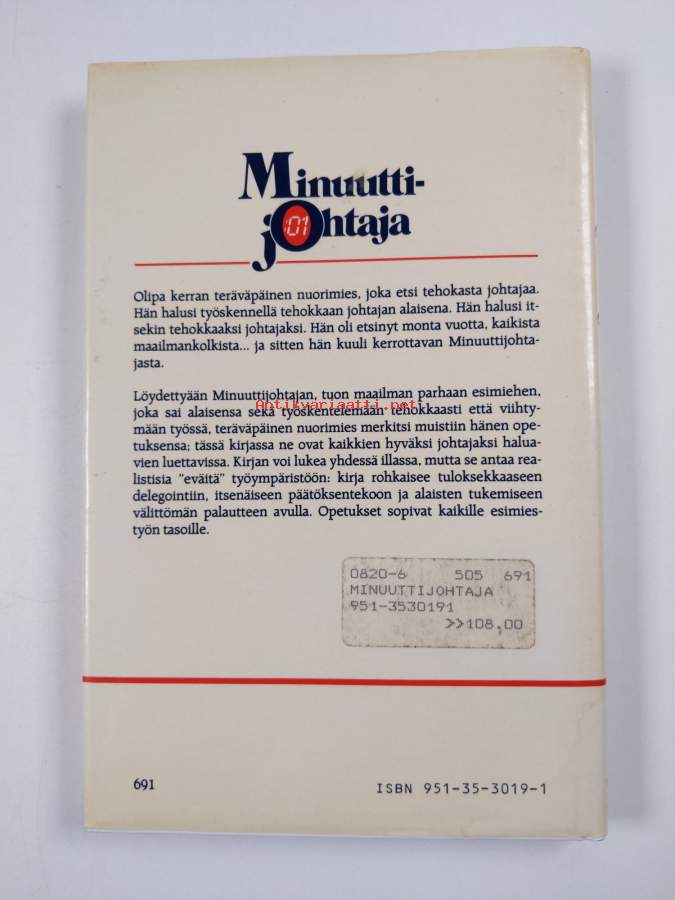 Minuutti-
:01
johtaja
Olipa kerran teräväpäinen nuorimies, joka etsi tehokasta johtajaa.
Hän halusi työskennellä tehokkaan johtajan alaisena. Hän halusi it-
sekin tehokkaaksi johtajaksi. Hän oli etsinyt monta vuotta, kaikista
maailmankolkista... ja sitten hän kuuli kerrottavan Minuuttijohta-
jasta.
Löydettyään Minuuttijohtajan, tuon maailman parhaan esimiehen,
joka sai alaisensa sekä työskentelemään tehokkaasti että viihty-
mään työssä, teräväpäinen nuorimies merkitsi muistiin hänen ope-
tuksensa; tässä kirjassa ne ovat kaikkien hyväksi johtajaksi halua-
vien luettavissa. Kirjan voi lukea yhdessä illassa, mutta se antaa rea-
listisia "eväitä" työympäristöön: kirja rohkaisee tuloksekkaaseen
delegointiin, itsenäiseen päätöksentekoon ja alaisten tukemiseen
välittömän palautteen avulla. Opetukset sopivat kaikille esimies-
työn tasoille.
Antikvariaatti.net
0820-6 505 691
MINUUTTIJOHTAJA
951-3530191
>>108,00
691
ISBN 951-35-3019-1